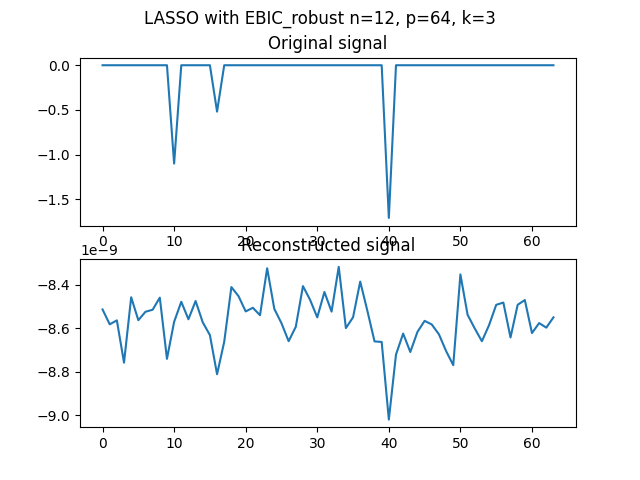 LASSO with EBIC_robust n=12, p=64, k=3
Original signal
0.0
−0.5
−1.0
−1.5
0 10 20 30 40 50 60
Reconstructed signal
1e−9
−8.4
−8.6
−8.8
−9.0
0 10 20 30 40 50 60